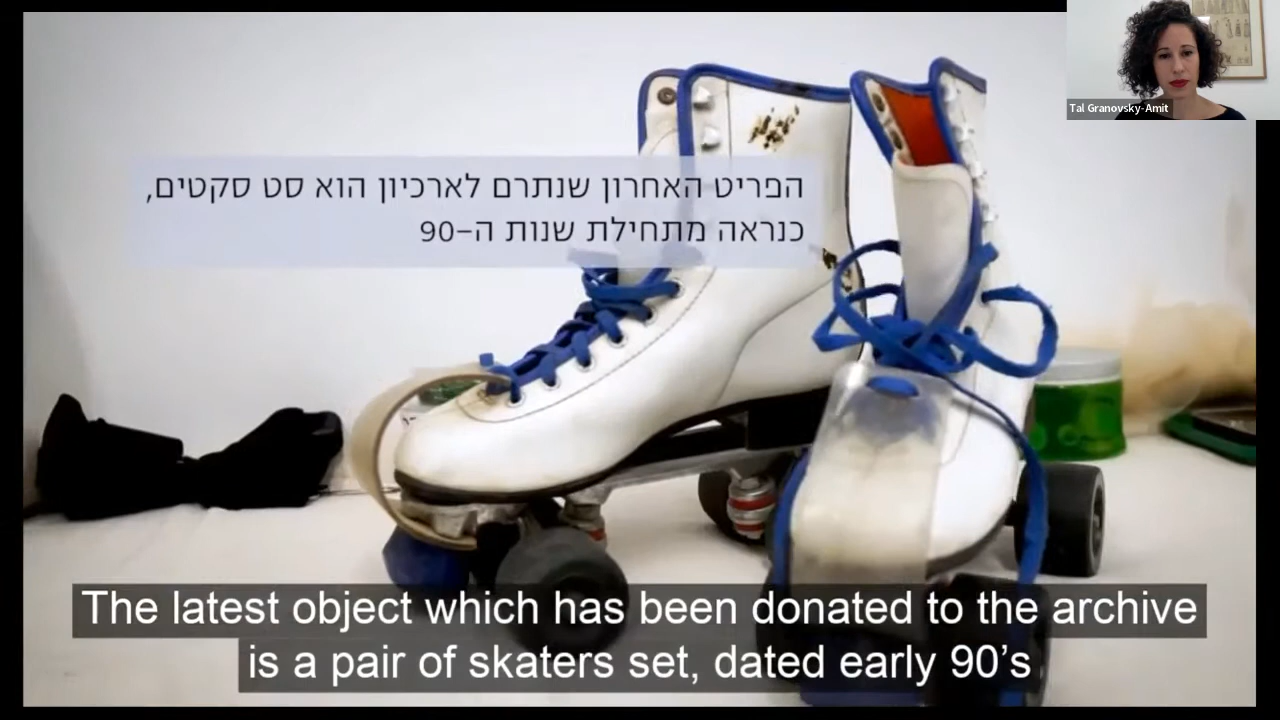 Tal Granovsky-Amit
הפריט האחרון שנתרם לארכיון הוא סט סקטים,
כנראה מתחילת שנות ה-90
The latest object which has been donated to the archive
is a pair of skaters set, dated early 90's